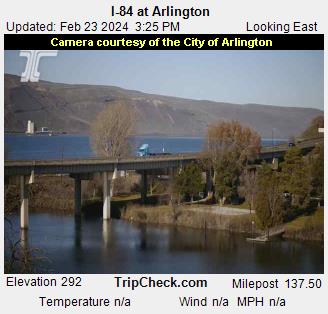 I-84 at Arlington
Updated: Feb 23 2024 3:25 PM Looking East
Camera courtesy of the City of Arlington
Elevation 292 TripCheck.com Milepost 137.50
Temperature n/a Wind n/a MPH n/a